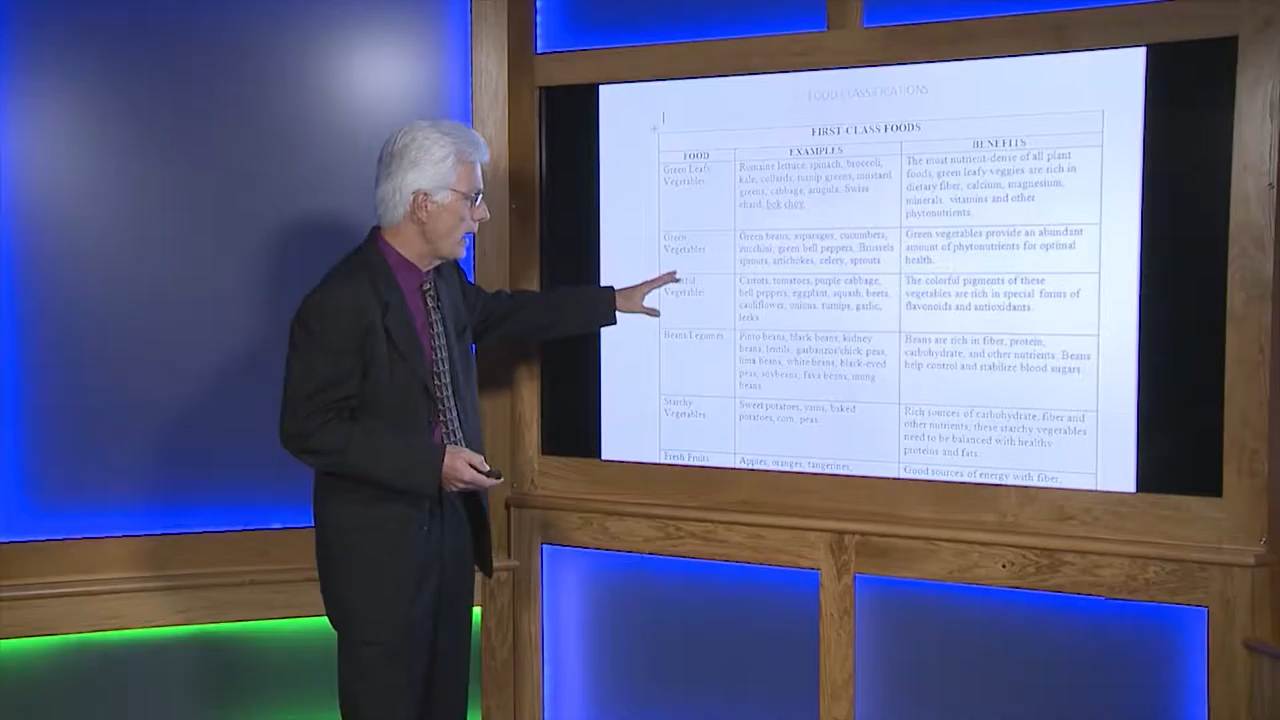 FOOD CLASSIFICATIONS
FIRST-CLASS FOODS
FOOD
EXAMPLES
BENEFITS
Green Leafy
Vegetables
Romaine lettuce, spinach, broccoli,
kale, collards, turnip greens, mustard
greens, cabbage, arugula, Swiss
chard, bok choy.
The most nutrient-dense of all plant
foods, green leafy veggies are rich in
dietary fiber, calcium, magnesium,
minerals, vitamins and other
phytonutrients.
Green
Vegetables
Green beans, asparagus, cucumbers,
zucchini, green bell peppers, Brussels
sprouts, artichokes, celery, sprouts
Green vegetables provide an abundant
amount of phytonutrients for optimal
health.
Vegetables
Carrots, tomatoes, purple cabbage,
bell peppers, eggplant, squash, beets,
cauliflower, onions, turnips, garlic,
leeks
The colorful pigments of these
vegetables are rich in special forms of
flavonoids and antioxidants.
Beans/Legumes
Pinto beans, black beans, kidney
beans, lentils, garbanzos/chick peas,
lima beans, white beans, black-eyed
peas, soybeans, fava beans, mung
beans
Beans are rich in fiber, protein,
carbohydrate, and other nutrients. Beans
help control and stabilize blood sugars.
Starchy
Vegetables
Sweet potatoes, yams, baked
potatoes, corn, peas
Rich sources of carbohydrate, fiber and
other nutrients, these starchy vegetables
need to be balanced with healthy
proteins and fats.
Fresh Fruits
Apples, oranges, tangerines,
Good sources of energy with fiber,